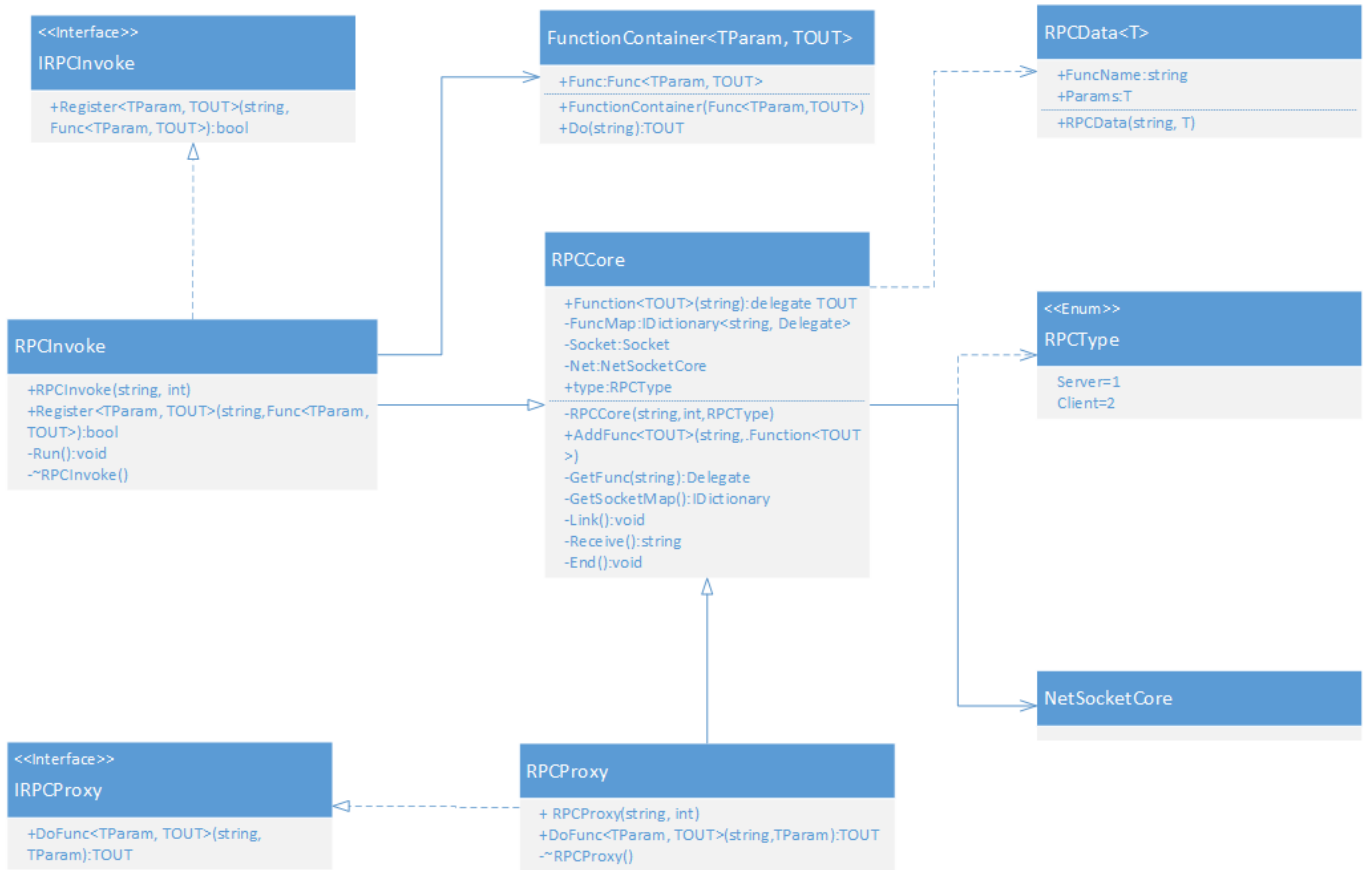 <<Interface>>
IRPCInvoke
+Register<TParam, TOUT>(string,
Func<TParam, TOUT>):bool
FunctionContainer<TParam, TOUT>
+Func:Func<TParam, TOUT>
+FunctionContainer(Func<TParam,TOUT>)
+Do(string):TOUT
RPCData<T>
+FuncName:string
+Params:T
+RPCData(string, T)
RPCInvoke
+RPCInvoke(string, int)
+Register<TParam, TOUT>(string,Func<TParam,
TOUT>):bool
-Run():void
-~RPCInvoke()
RPCCore
+Function<TOUT>(string):delegate TOUT
-FuncMap:IDictionary<string, Delegate>
-Socket:Socket
-Net:NetSocketCore
+type:RPCType
-RPCCore(string,int,RPCType)
+AddFunc<TOUT>(string,.Function<TOUT
>)
-GetFunc(string):Delegate
-GetSocketMap():IDictionary
-Link():void
-Receive():string
-End():void
<<Enum>>
RPCType
Server=1
Client=2
NetSocketCore
<<Interface>>
IRPCProxy
+DoFunc<TParam, TOUT>(string,
TParam):TOUT
RPCProxy
+ RPCProxy(string, int)
+DoFunc<TParam, TOUT>(string,TParam):TOUT
-~RPCProxy()